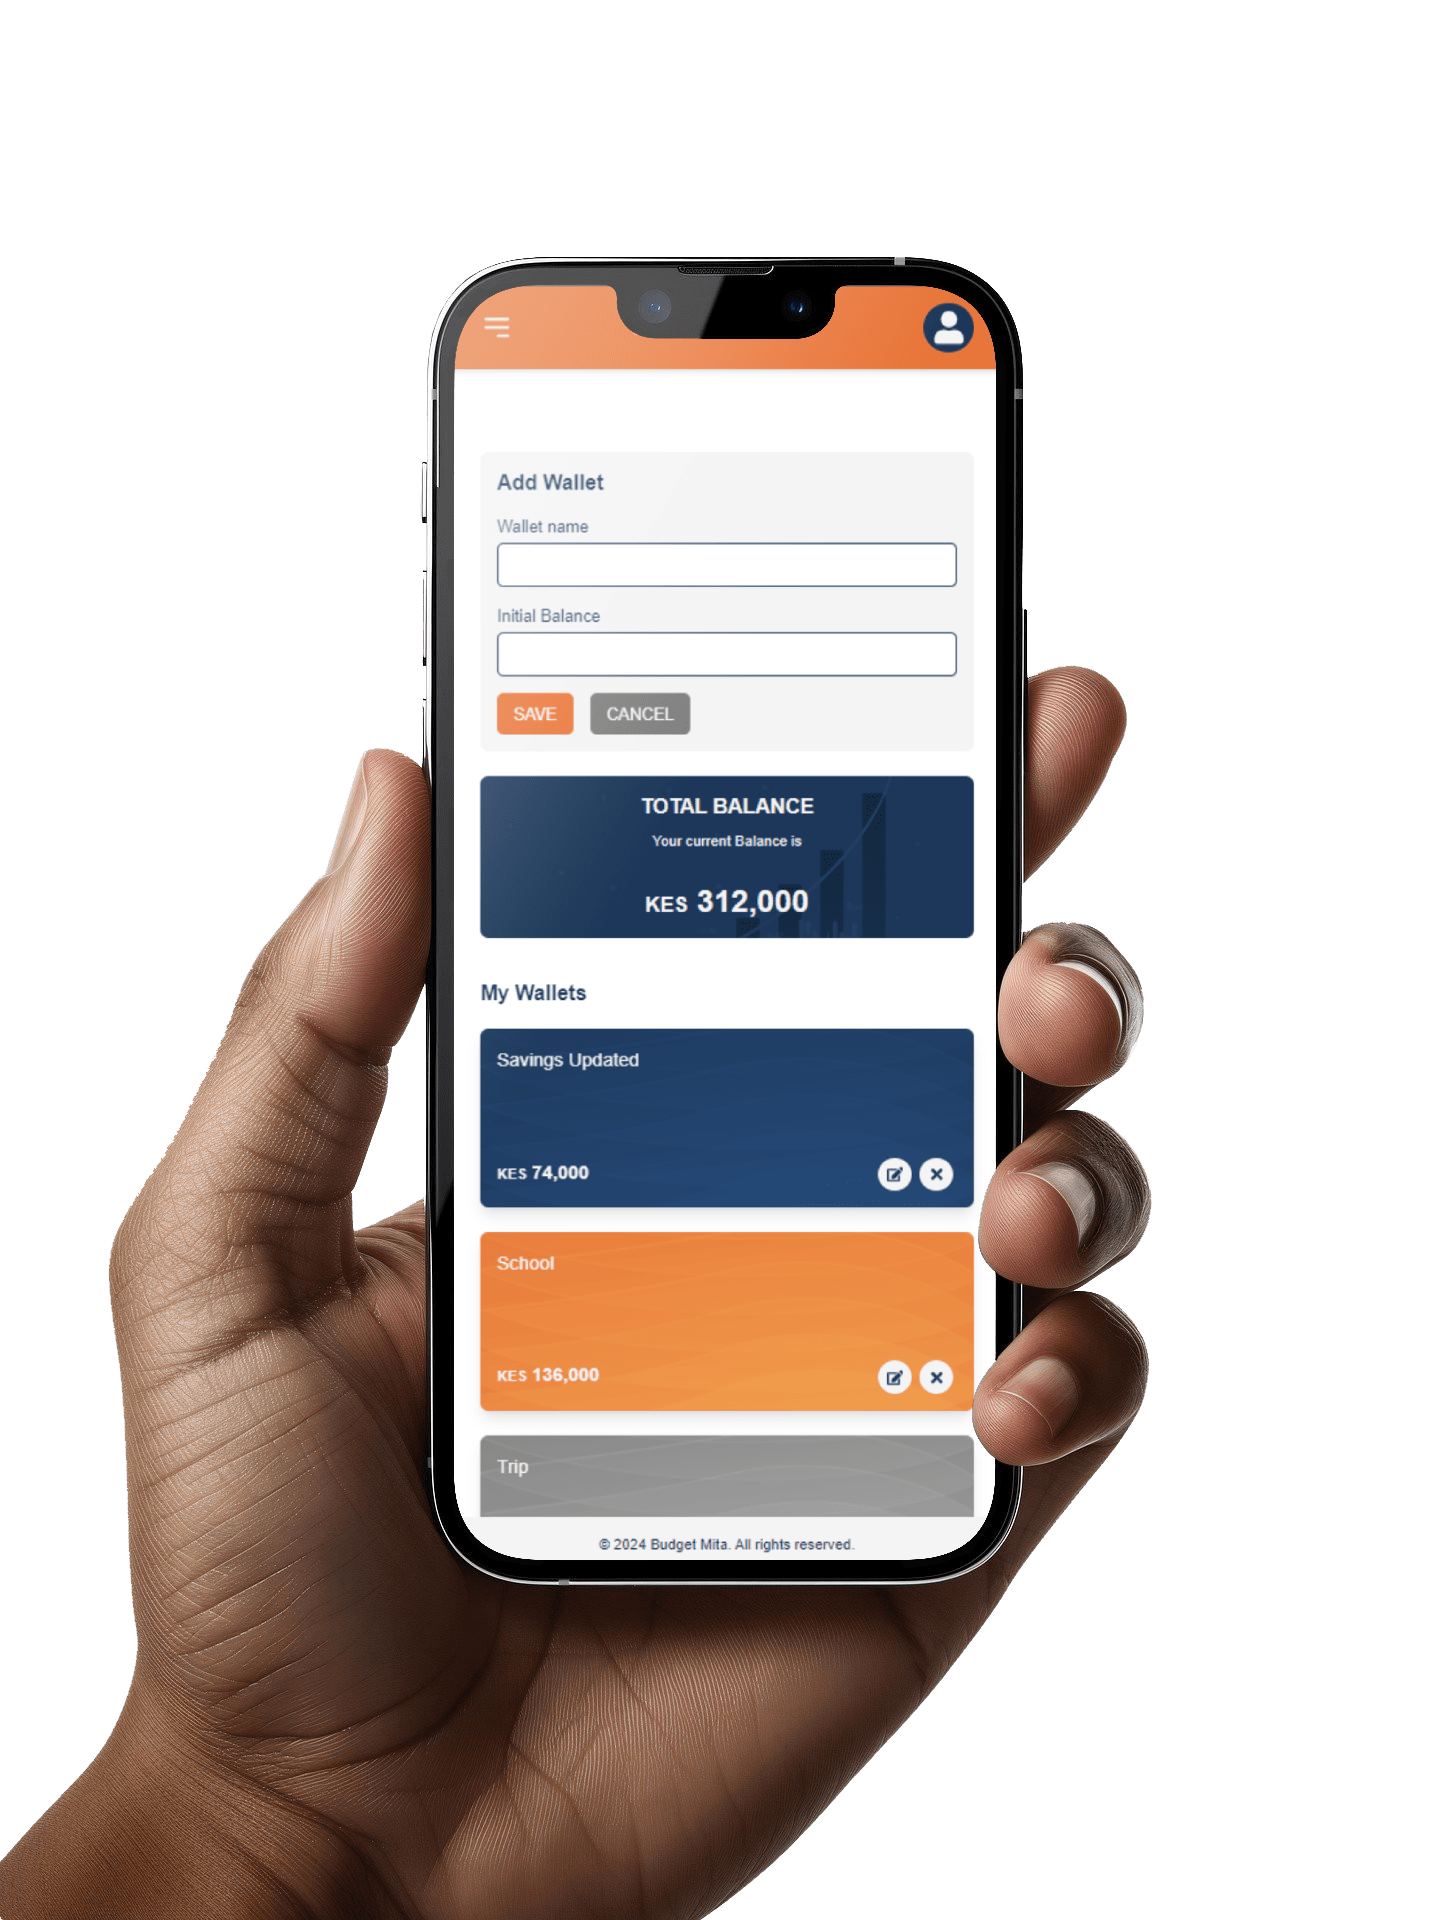 Add Wallet
Wallet name
Initial Balance
SAVE CANCEL
TOTAL BALANCE
Your current Balance is
KES 312,000
My Wallets
Savings Updated
KES 74,000
School
KES 136,000
Trip
© 2024 Budget Mita. All rights reserved.